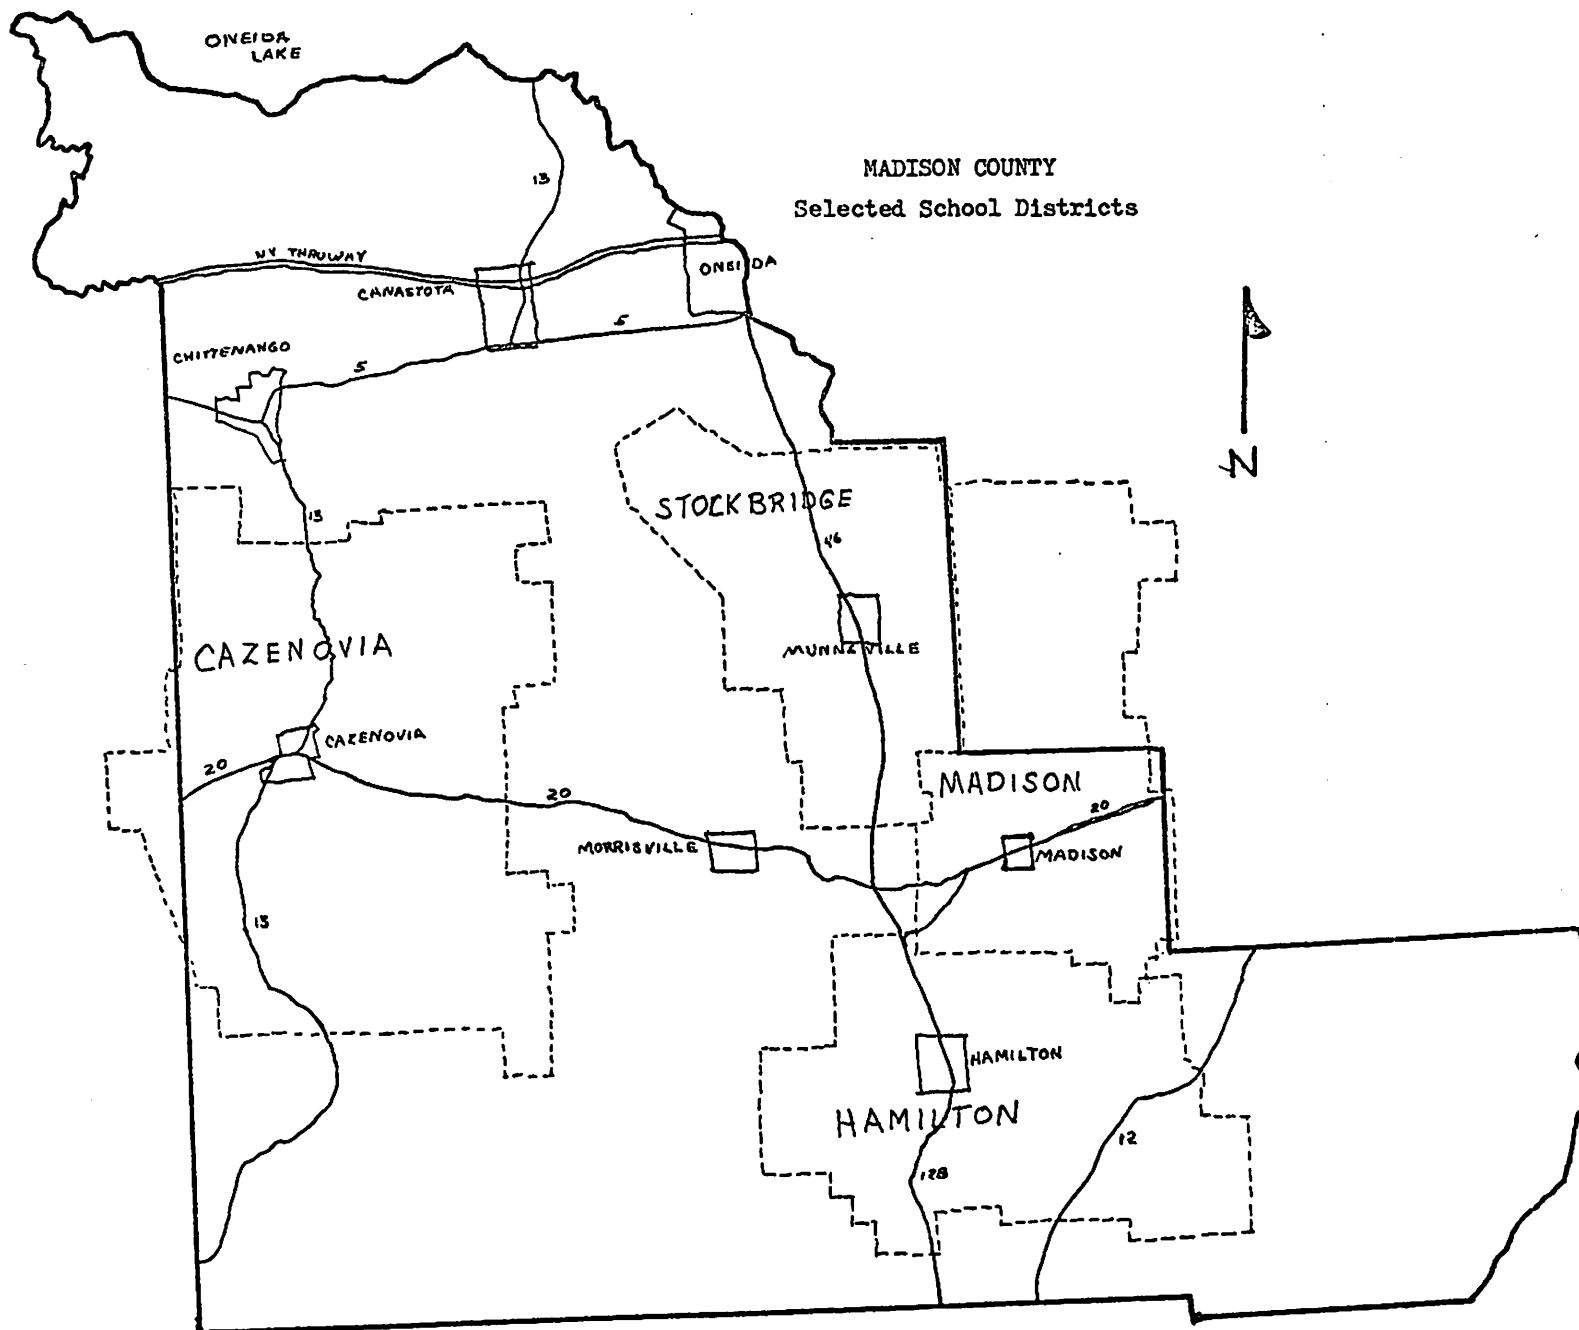 ONEIDA
LAKE
MADISON COUNTY
Selected School Districts
13
NY THRUWAY
ONEIDA
CANASTOTA
5
CHITTENANGO
5
N
STOCKBRIDGE
13
46
CAZENOVIA
MUNNSVILLE
CAZENOVIA
20
MADISON
20
20
MORRISVILLE
MADISON
13
HAMILTON
HAMILTON
12
12B